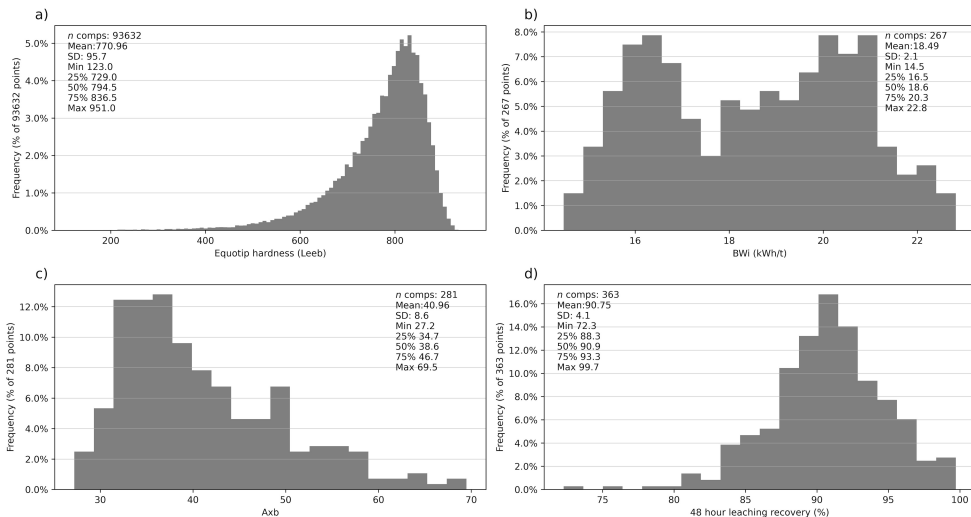 a)
n comps: 93632
Mean:770.96
SD: 95.7
Min 123.0
25% 729.0
50% 794.5
75% 836.5
Max 951.0
5.0%
4.0%
3.0%
2.0%
1.0%
0.0%
Frequency (% of 93632 points)
200
400
600
800
Equotip hardness (Leeb)
b)
n comps: 267
Mean:18.49
SD: 2.1
Min 14.5
25% 16.5
50% 18.6
75% 20.3
Max 22.8
8.0%
7.0%
6.0%
5.0%
4.0%
3.0%
2.0%
1.0%
0.0%
Frequency (% of 267 points)
16
18
20
22
BWi (kWh/t)
c)
n comps: 281
Mean:40.96
SD: 8.6
Min 27.2
25% 34.7
50% 38.6
75% 46.7
Max 69.5
12.0%
10.0%
8.0%
6.0%
4.0%
2.0%
0.0%
Frequency (% of 281 points)
30
40
50
60
70
Axb
d)
n comps: 363
Mean:90.75
SD: 4.1
Min 72.3
25% 88.3
50% 90.9
75% 93.3
Max 99.7
16.0%
14.0%
12.0%
10.0%
8.0%
6.0%
4.0%
2.0%
0.0%
Frequency (% of 363 points)
75
80
85
90
95
100
48 hour leaching recovery (%)